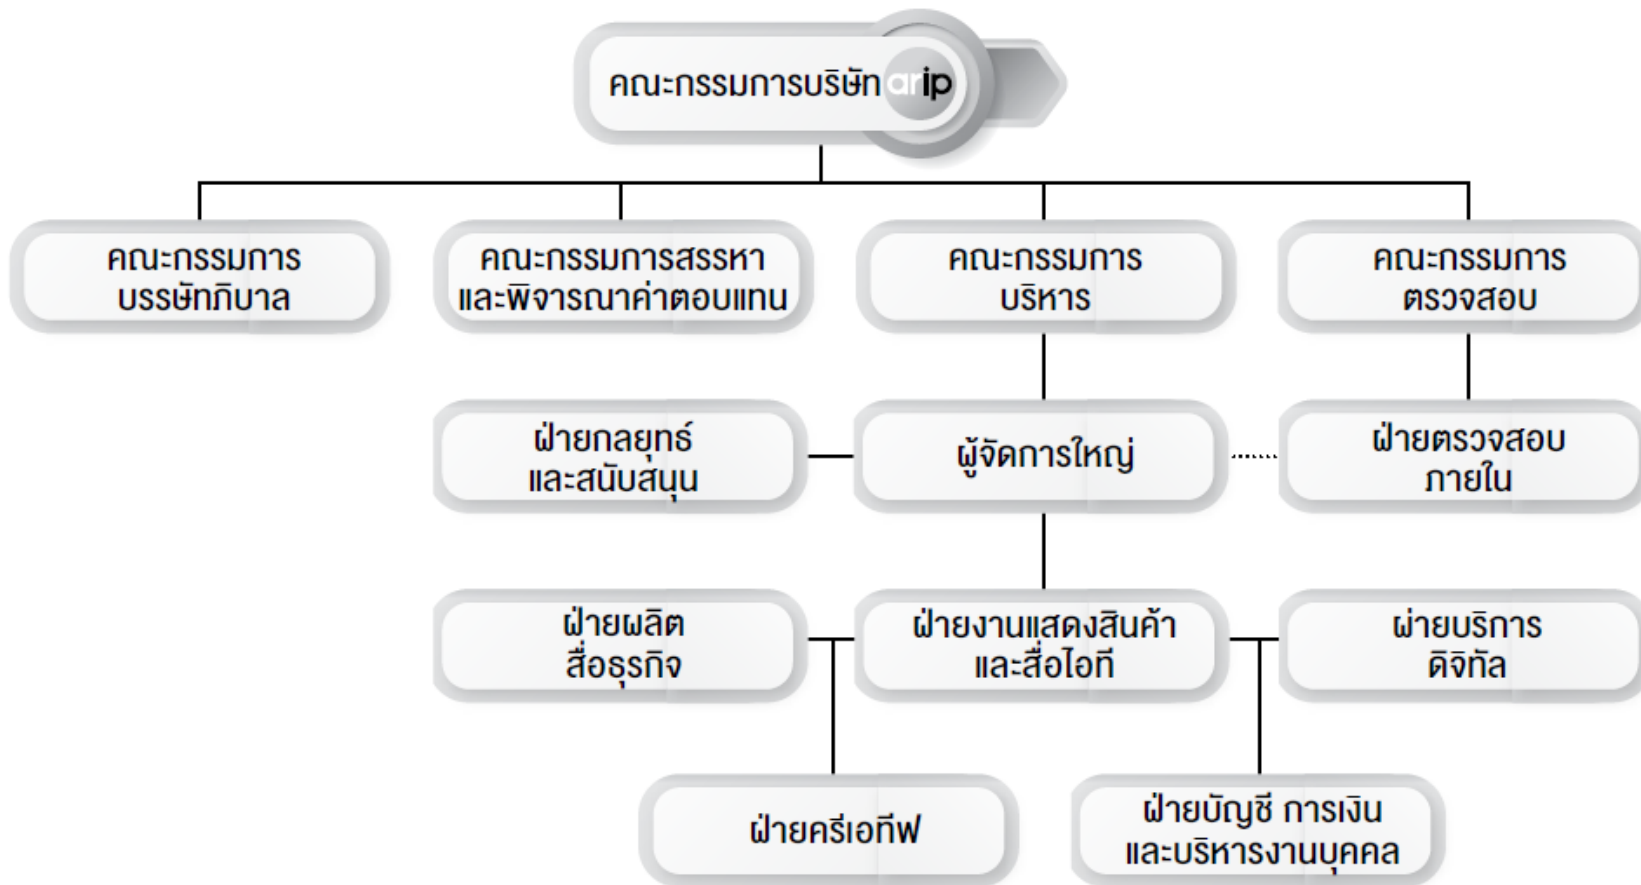 คณะกรรมการบริษัท arip
คณะกรรมการ
บรรษัทภิบาล
คณะกรรมการสรรหา
และพิจารณาค่าตอบแทน
คณะกรรมการ
บริหาร
คณะกรรมการ
ตรวจสอบ
ฝ่ายกลยุทธ์
และสนับสนุน
ผู้จัดการใหญ่
ฝ่ายตรวจสอบ
ภายใน
ฝ่ายผลิต
สื่อธุรกิจ
ฝ่ายงานแสดงสินค้า
และสื่อไอที
ผ่ายบริการ
ดิจิทัล
ฝ่ายครีเอทีฟ
ฝ่ายบัญชี การเงิน
และบริหารงานบุคคล